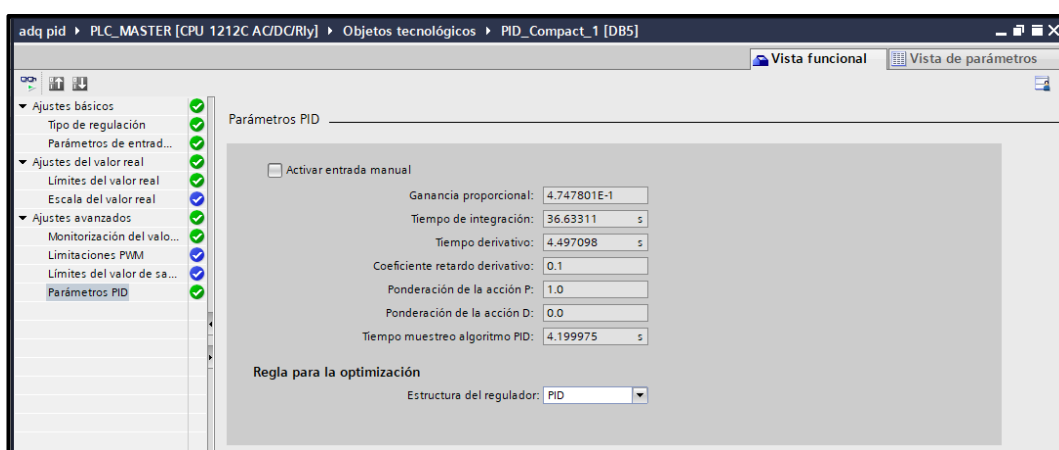 adq pid ▸ PLC_MASTER [CPU 1212C AC/DC/Rly] ▸ Objetos tecnológicos ▸ PID_Compact_1 [DB5]
Vista funcional
Vista de parámetros
Ajustes básicos
Tipo de regulación
Parámetros de entrad...
Ajustes del valor real
Límites del valor real
Escala del valor real
Ajustes avanzados
Monitorización del valo...
Limitaciones PWM
Límites del valor de sa...
Parámetros PID
Parámetros PID
Activar entrada manual
Ganancia proporcional: 4.747801E-1
Tiempo de integración: 36.63311 s
Tiempo derivativo: 4.497098 s
Coeficiente retardo derivativo: 0.1
Ponderación de la acción P: 1.0
Ponderación de la acción D: 0.0
Tiempo muestreo algoritmo PID: 4.199975 s
Regla para la optimización
Estructura del regulador: PID